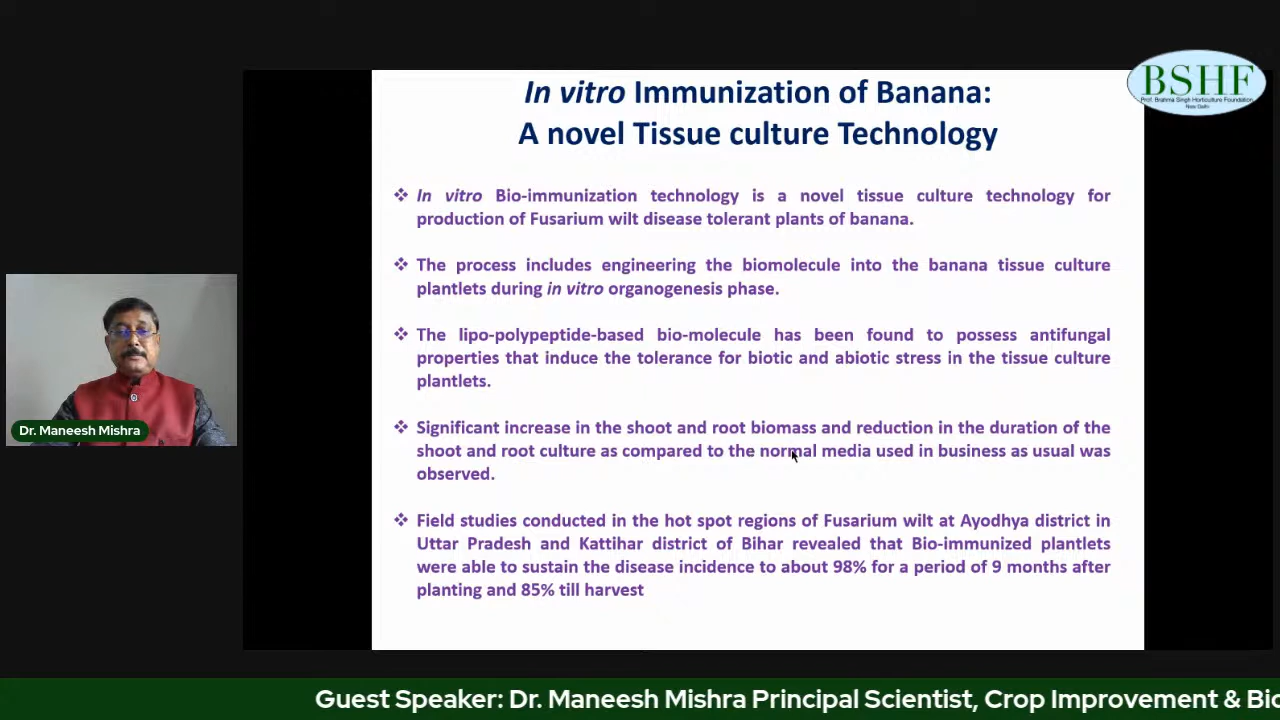 In vitro Immunization of Banana:
A novel Tissue culture Technology
BSHF
Prof. Brahma Singh Horticulture Foundation
New Delhi
❖ In vitro Bio-immunization technology is a novel tissue culture technology for
production of Fusarium wilt disease tolerant plants of banana.
❖ The process includes engineering the biomolecule into the banana tissue culture
plantlets during in vitro organogenesis phase.
❖ The lipo-polypeptide-based bio-molecule has been found to possess antifungal
properties that induce the tolerance for biotic and abiotic stress in the tissue culture
plantlets.
❖ Significant increase in the shoot and root biomass and reduction in the duration of the
shoot and root culture as compared to the normal media used in business as usual was
observed.
❖ Field studies conducted in the hot spot regions of Fusarium wilt at Ayodhya district in
Uttar Pradesh and Kattihar district of Bihar revealed that Bio-immunized plantlets
were able to sustain the disease incidence to about 98% for a period of 9 months after
planting and 85% till harvest
Dr. Maneesh Mishra
Guest Speaker: Dr. Maneesh Mishra Principal Scientist, Crop Improvement & Bio